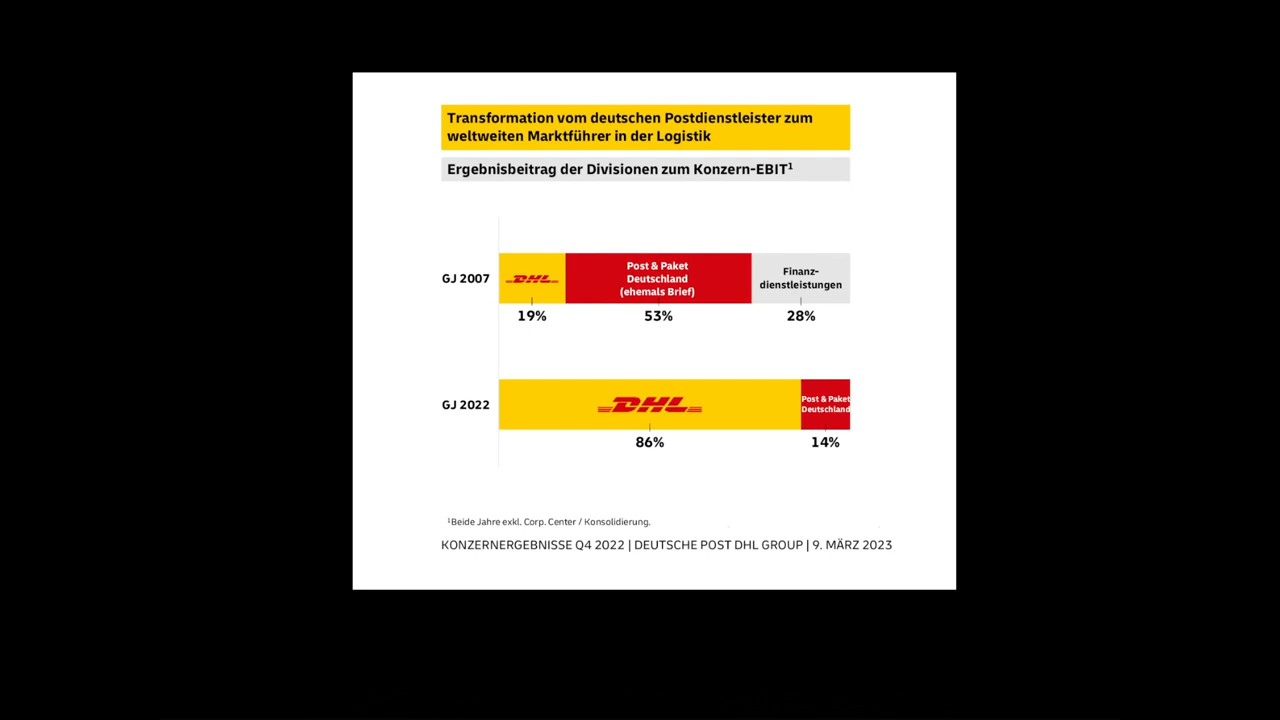 Transformation vom deutschen Postdienstleister zum
weltweiten Marktführer in der Logistik
Ergebnisbeitrag der Divisionen zum Konzern-EBIT¹
GJ 2007
DHL
Post & Paket
Deutschland
(ehemals Brief)
Finanz-
dienstleistungen
19%
53%
28%
GJ 2022
DHL
Post & Paket
Deutschland
86%
14%
¹Beide Jahre exkl. Corp. Center / Konsolidierung.
KONZERNERGEBNISSE Q4 2022 | DEUTSCHE POST DHL GROUP | 9. MÄRZ 2023